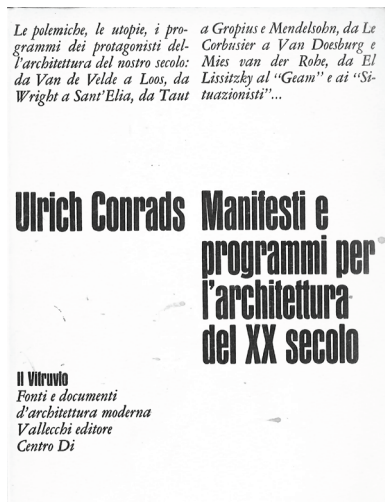 Le polemiche, le utopie, i pro-
grammi dei protagonisti del-
l'architettura del nostro secolo:
da Van de Velde a Loos, da
Wright a Sant'Elia, da Taut
a Gropius e Mendelsohn, da Le
Corbusier a Van Doesburg e
Mies van der Rohe, da El
Lissitzky al "Geam" e ai "Si-
tuazionisti"...
Ulrich Conrads
Manifesti e
programmi per
l'architettura
del XX secolo
Il Vitruvio
Fonti e documenti
d'architettura moderna
Vallecchi editore
Centro Di